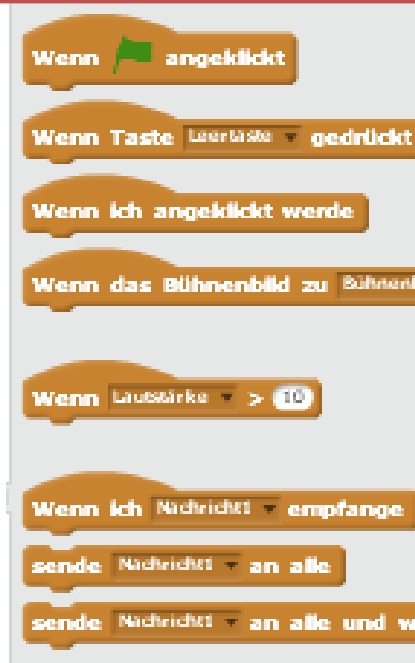 Wenn angeklickt
Wenn Taste Leertaste gedrückt
Wenn ich angeklickt werde
Wenn das Bühnenbild zu
Wenn Lautstärke > 10
Wenn ich Nachricht1 empfange
sende Nachricht1 an alle
sende Nachricht1 an alle und